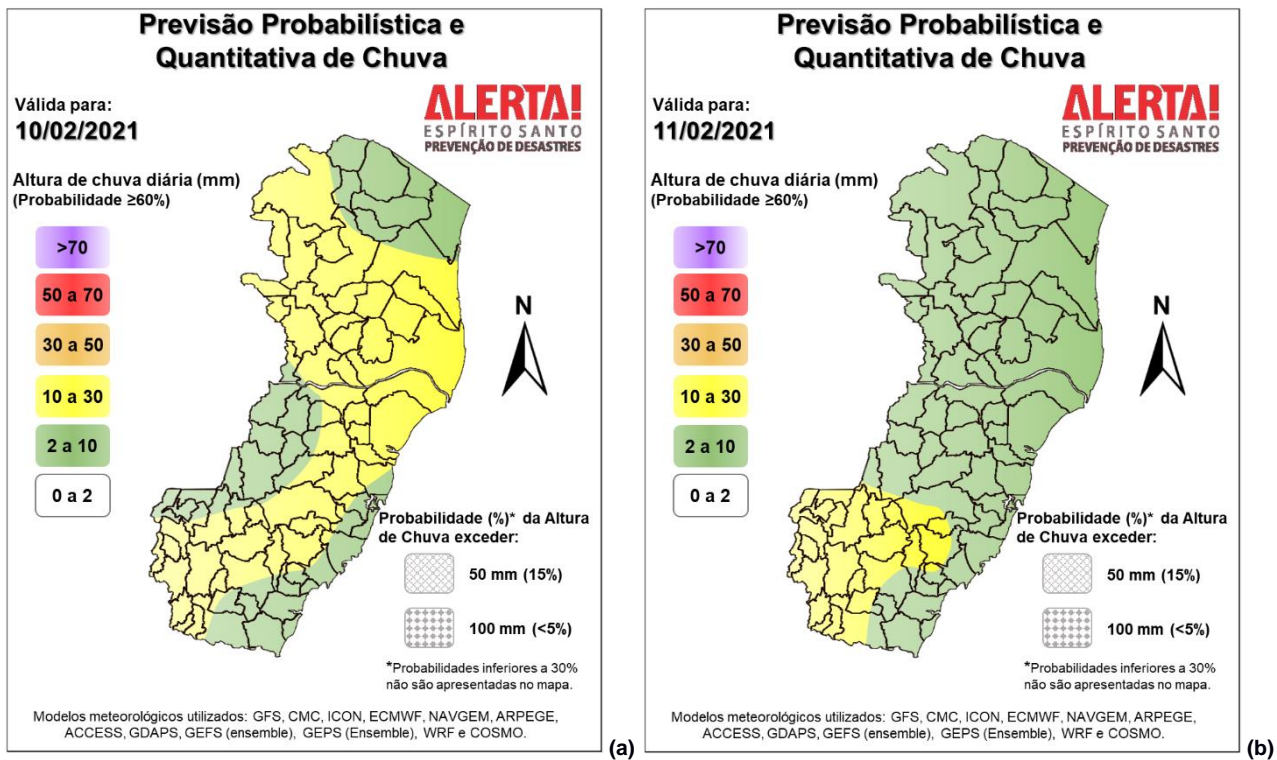 Previsão Probabilística e
Quantitativa de Chuva
Válida para:
10/02/2021
ALERTA!
ESPÍRITO SANTO
PREVENÇÃO DE DESASTRES
Altura de chuva diária (mm)
(Probabilidade ≥60%)
>70
50 a 70
30 a 50
10 a 30
2 a 10
0 a 2
N
Probabilidade (%)* da Altura
de Chuva exceder:
50 mm (15%)
100 mm (<5%)
*Probabilidades inferiores a 30%
não são apresentadas no mapa.
Modelos meteorológicos utilizados: GFS, CMC, ICON, ECMWF, NAVGEM, ARPEGE,
ACCESS, GDAPS, GEFS (ensemble), GEPS (Ensemble), WRF e COSMO.
(a)
Previsão Probabilística e
Quantitativa de Chuva
Válida para:
11/02/2021
ALERTA!
ESPÍRITO SANTO
PREVENÇÃO DE DESASTRES
Altura de chuva diária (mm)
(Probabilidade ≥60%)
>70
50 a 70
30 a 50
10 a 30
2 a 10
0 a 2
N
Probabilidade (%)* da Altura
de Chuva exceder:
50 mm (15%)
100 mm (<5%)
*Probabilidades inferiores a 30%
não são apresentadas no mapa.
Modelos meteorológicos utilizados: GFS, CMC, ICON, ECMWF, NAVGEM, ARPEGE,
ACCESS, GDAPS, GEFS (ensemble), GEPS (Ensemble), WRF e COSMO.
(b)